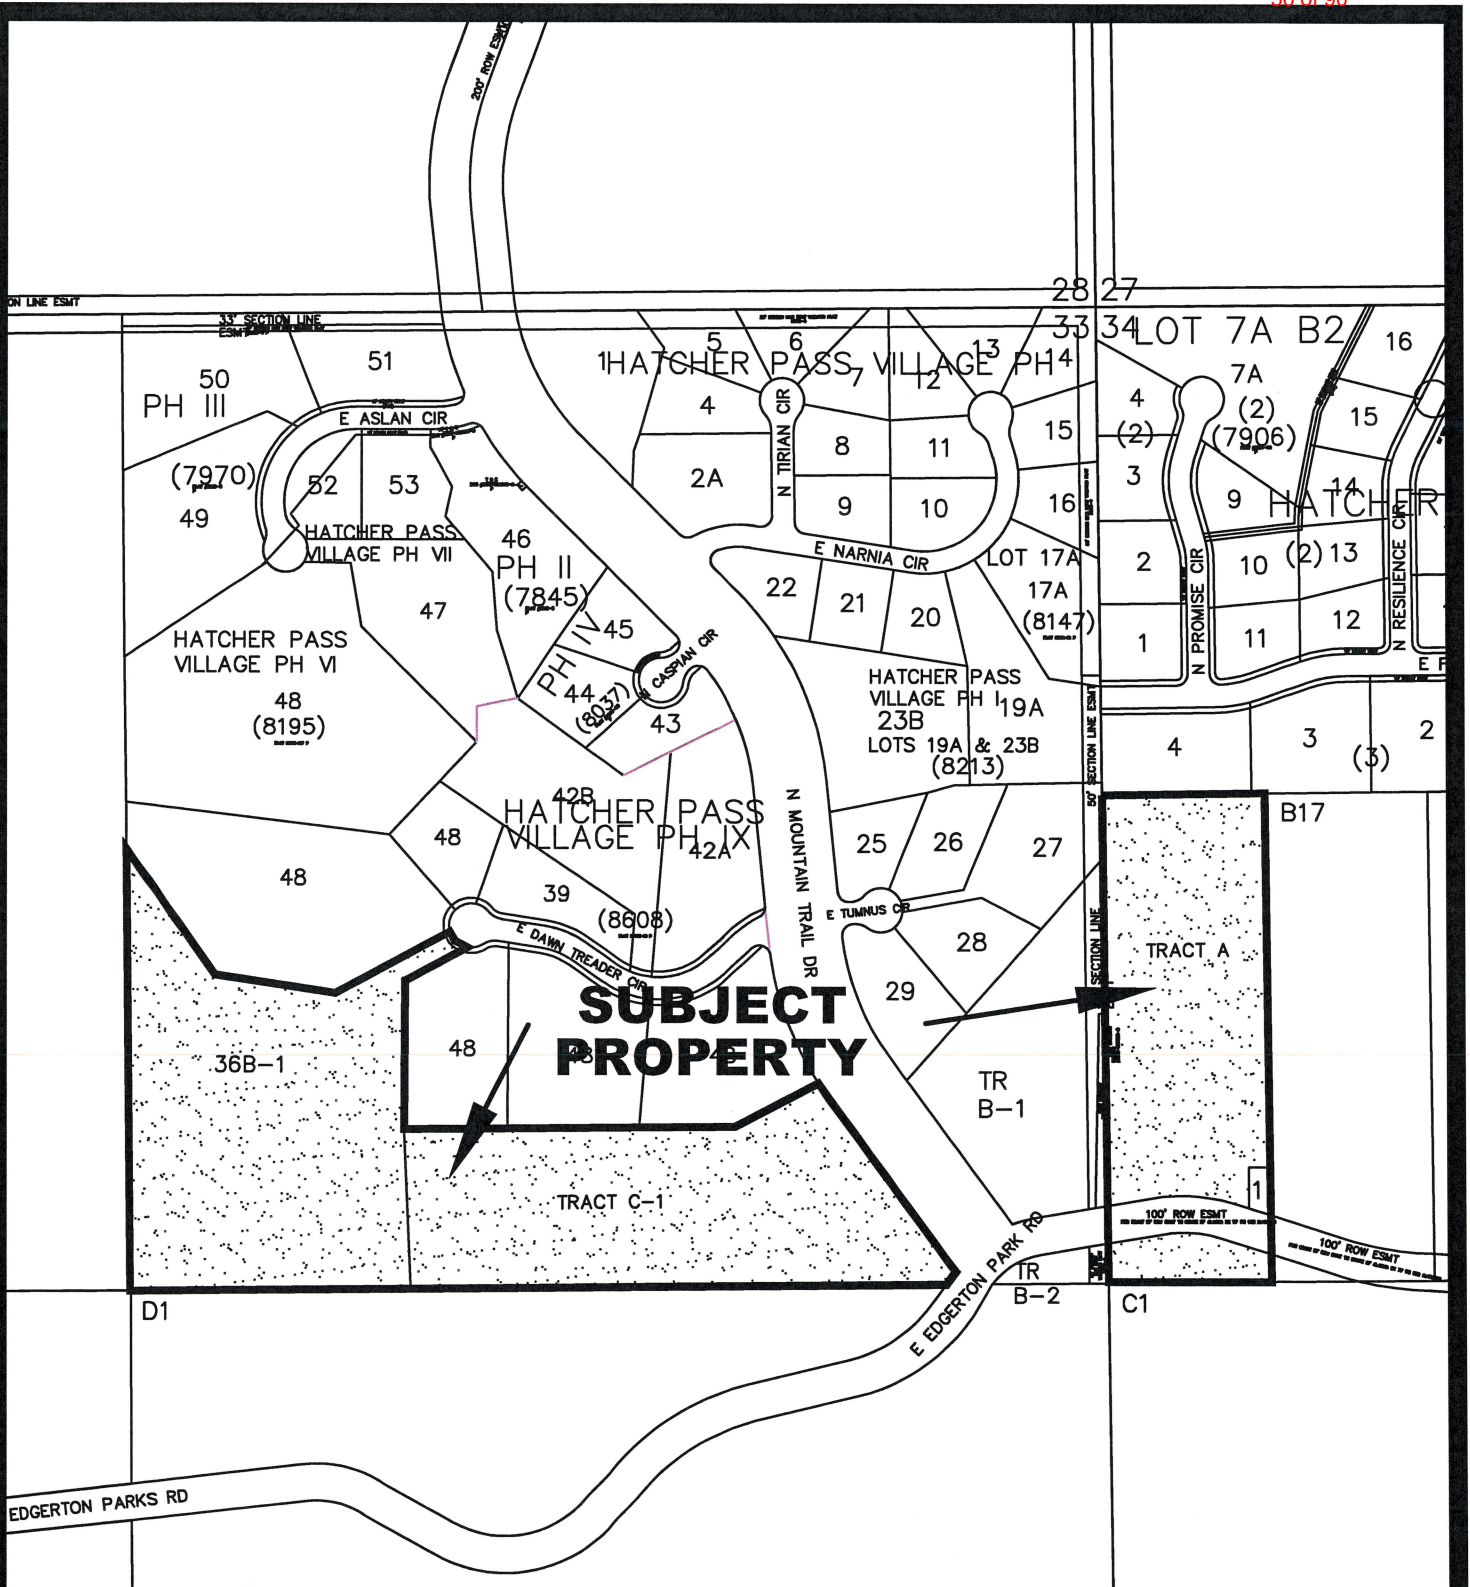 200' ROW ESMT
ON LINE ESMT
28 27
33' SECTION LINE
ESMT
33 34
LOT 7A B2
51
50
PH III
1
5
6
13
14
HATCHER PASS VILLAGE PH
7
12
16
7A
(2)
(7906)
4
(2)
15
E ASLAN CIR
4
N TIRIAN CIR
8
11
15
(7970)
52
53
2A
3
49
9
10
16
9
14
HATCHER
HATCHER PASS
VILLAGE PH VII
46
PH II
(7845)
E NARNIA CIR
LOT 17A
17A
(8147)
2
10
(2)
13
N RESILIENCE CIR
N PROMISE CIR
22
21
20
47
45
PH IV
1
11
12
HATCHER PASS
VILLAGE PH VI
48
(8195)
N CASPIAN CIR
44
(8037)
43
HATCHER PASS
VILLAGE PH I
19A
23B
LOTS 19A & 23B
(8213)
50' SECTION LINE ESMT
4
3
(3)
2
42B
HATCHER PASS
VILLAGE PH IX
42A
N MOUNTAIN TRAIL DR
B17
48
25
26
27
48
39
(8608)
E TUMNUS CIR
E DAWN TREADER CIR
28
SECTION LINE
TRACT A
29
SUBJECT
PROPERTY
36B-1
48
TR
B-1
TRACT C-1
1
100' ROW ESMT
100' ROW ESMT
E EDGERTON PARK RD
TR
B-2
D1
C1
EDGERTON PARKS RD